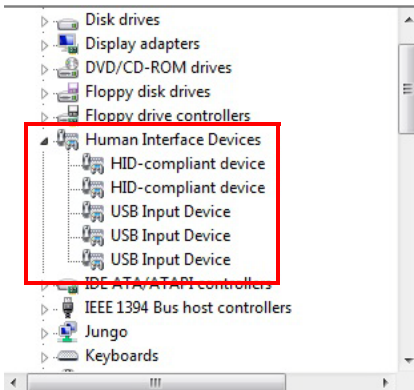 Disk drives
Display adapters
DVD/CD-ROM drives
Floppy disk drives
Floppy drive controllers
Human Interface Devices
HID-compliant device
HID-compliant device
USB Input Device
USB Input Device
USB Input Device
IDE ATA/ATAPI controllers
IEEE 1394 Bus host controllers
Jungo
Keyboards